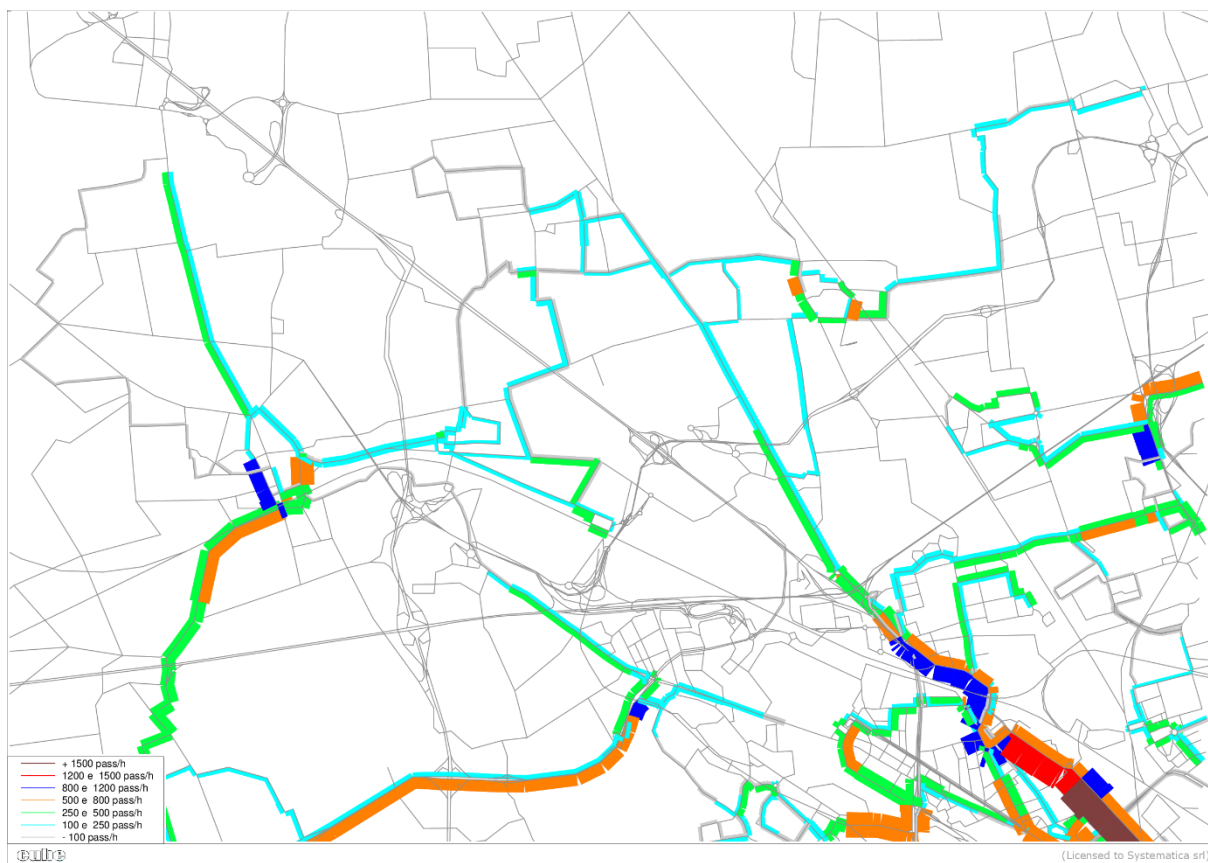 + 1500 pass/h
1200 e 1500 pass/h
800 e 1200 pass/h
500 e 800 pass/h
250 e 500 pass/h
100 e 250 pass/h
- 100 pass/h
cube
(Licensed to Systematica srl)